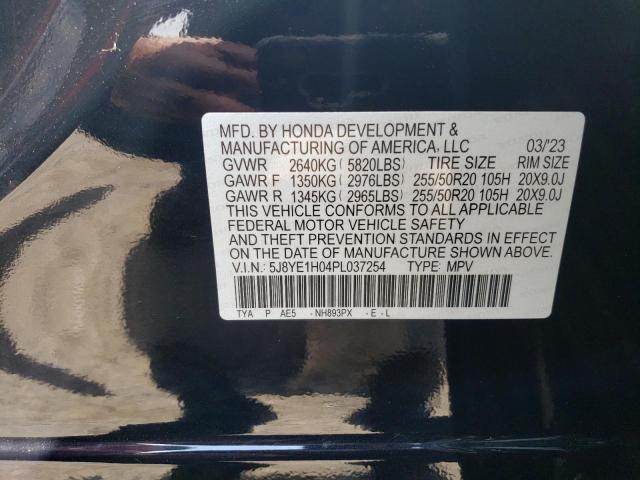 MFD. BY HONDA DEVELOPMENT &
MANUFACTURING OF AMERICA, LLC 03/'23
GVWR 2640KG ( 5820LBS) TIRE SIZE RIM SIZE
GAWR F 1350KG ( 2976LBS) 255/50R20 105H 20X9.0J
GAWR R 1345KG ( 2965LBS) 255/50R20 105H 20X9.0J
THIS VEHICLE CONFORMS TO ALL APPLICABLE
FEDERAL MOTOR VEHICLE SAFETY
AND THEFT PREVENTION STANDARDS IN EFFECT
ON THE DATE OF MANUFACTURE SHOWN ABOVE.
V.I.N.: 5J8YE1H04PL037254 TYPE: MPV
TYA P AE5 - NH893PX - E - L